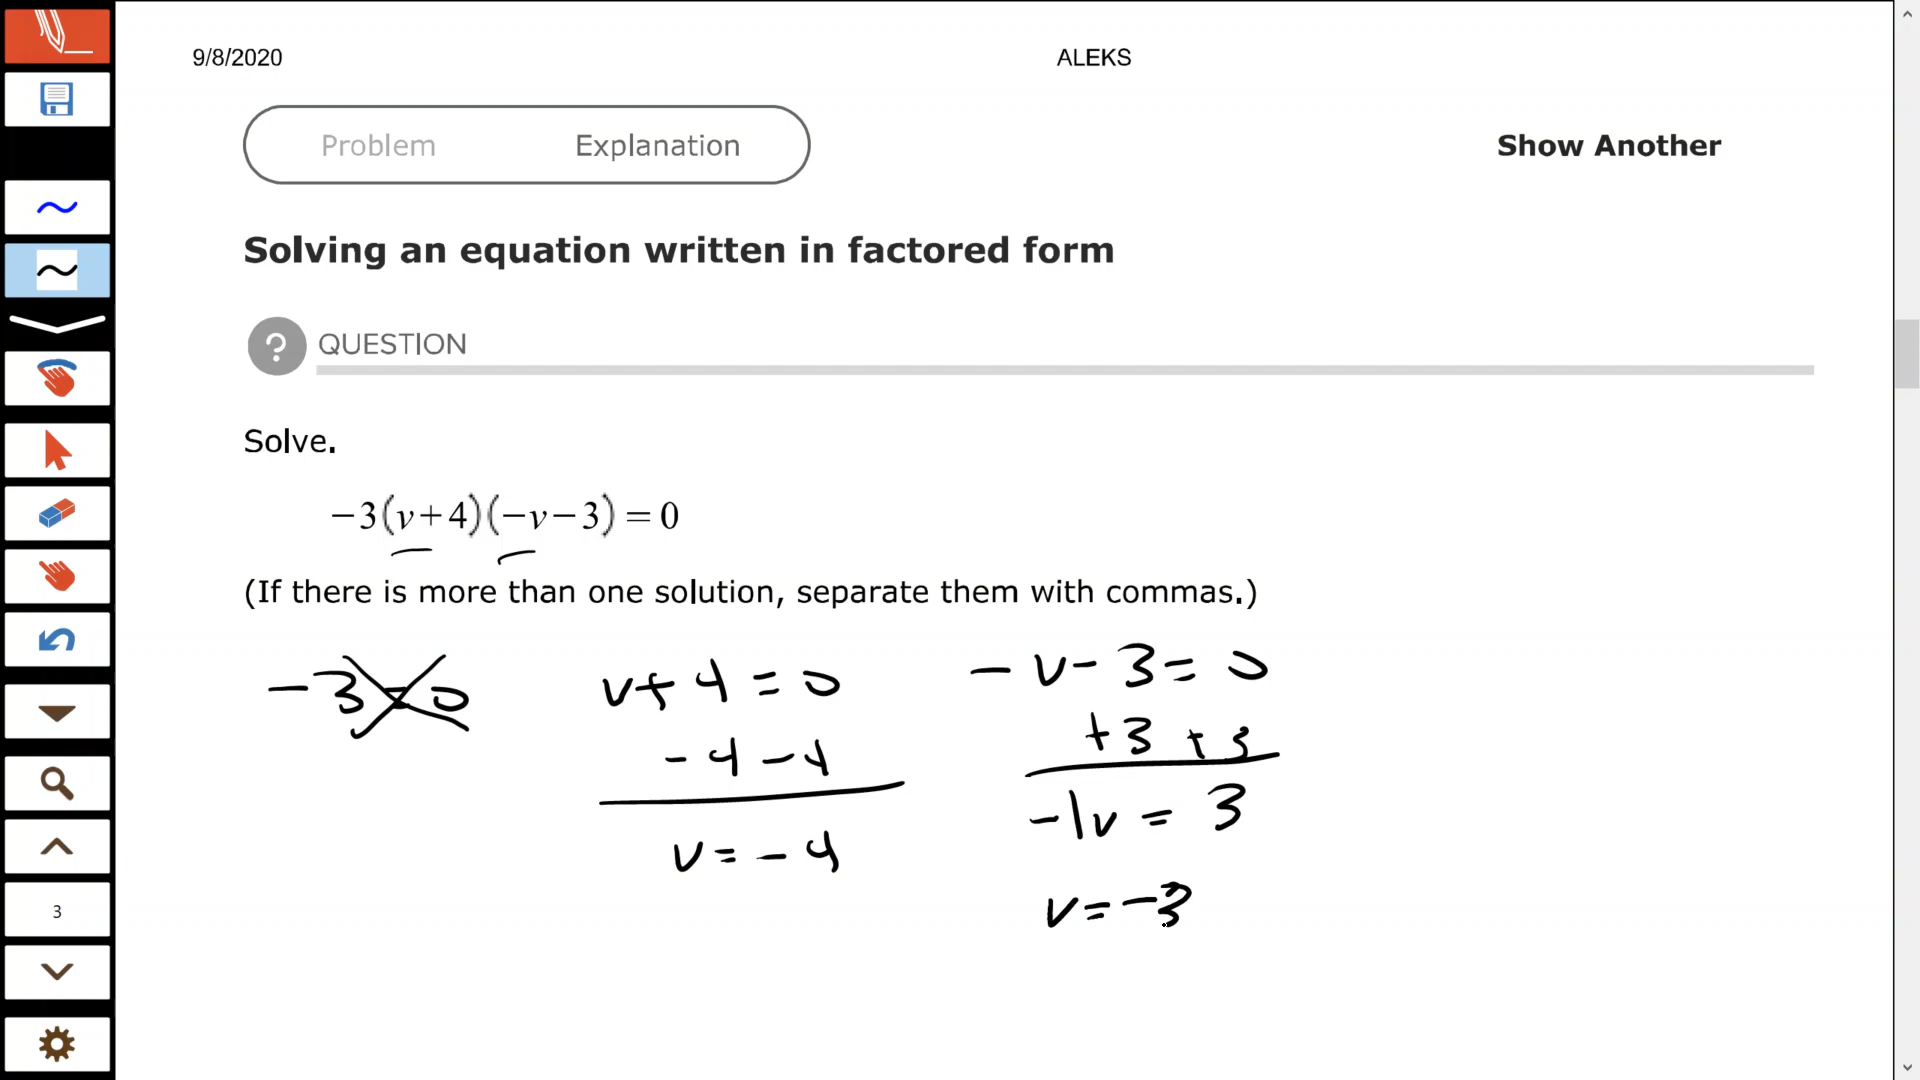 9/8/2020 ALEKS
Problem Explanation Show Another
Solving an equation written in factored form
? QUESTION
Solve.
−3(v+4)(−v−3)=0
(If there is more than one solution, separate them with commas.)
-3=0 v+4=0 -v-3=0
-4 -4 +3 +3
v=-4 -1v=3
v=-3
3